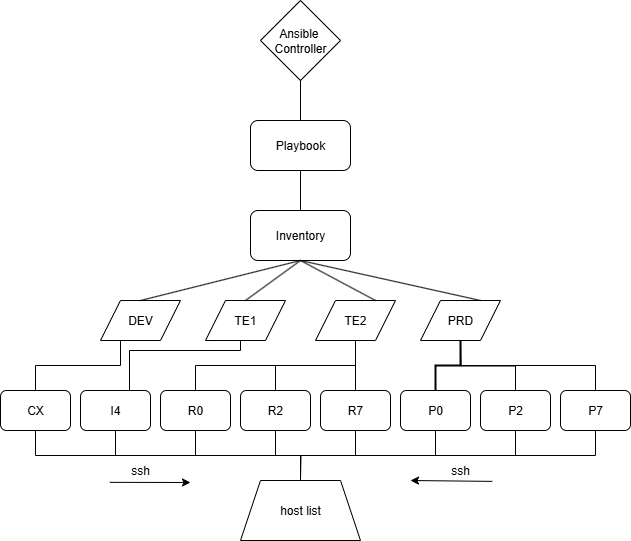 Ansible
Controller
Playbook
Inventory
DEV
TE1
TE2
PRD
CX
I4
R0
R2
R7
P0
P2
P7
ssh
ssh
host list